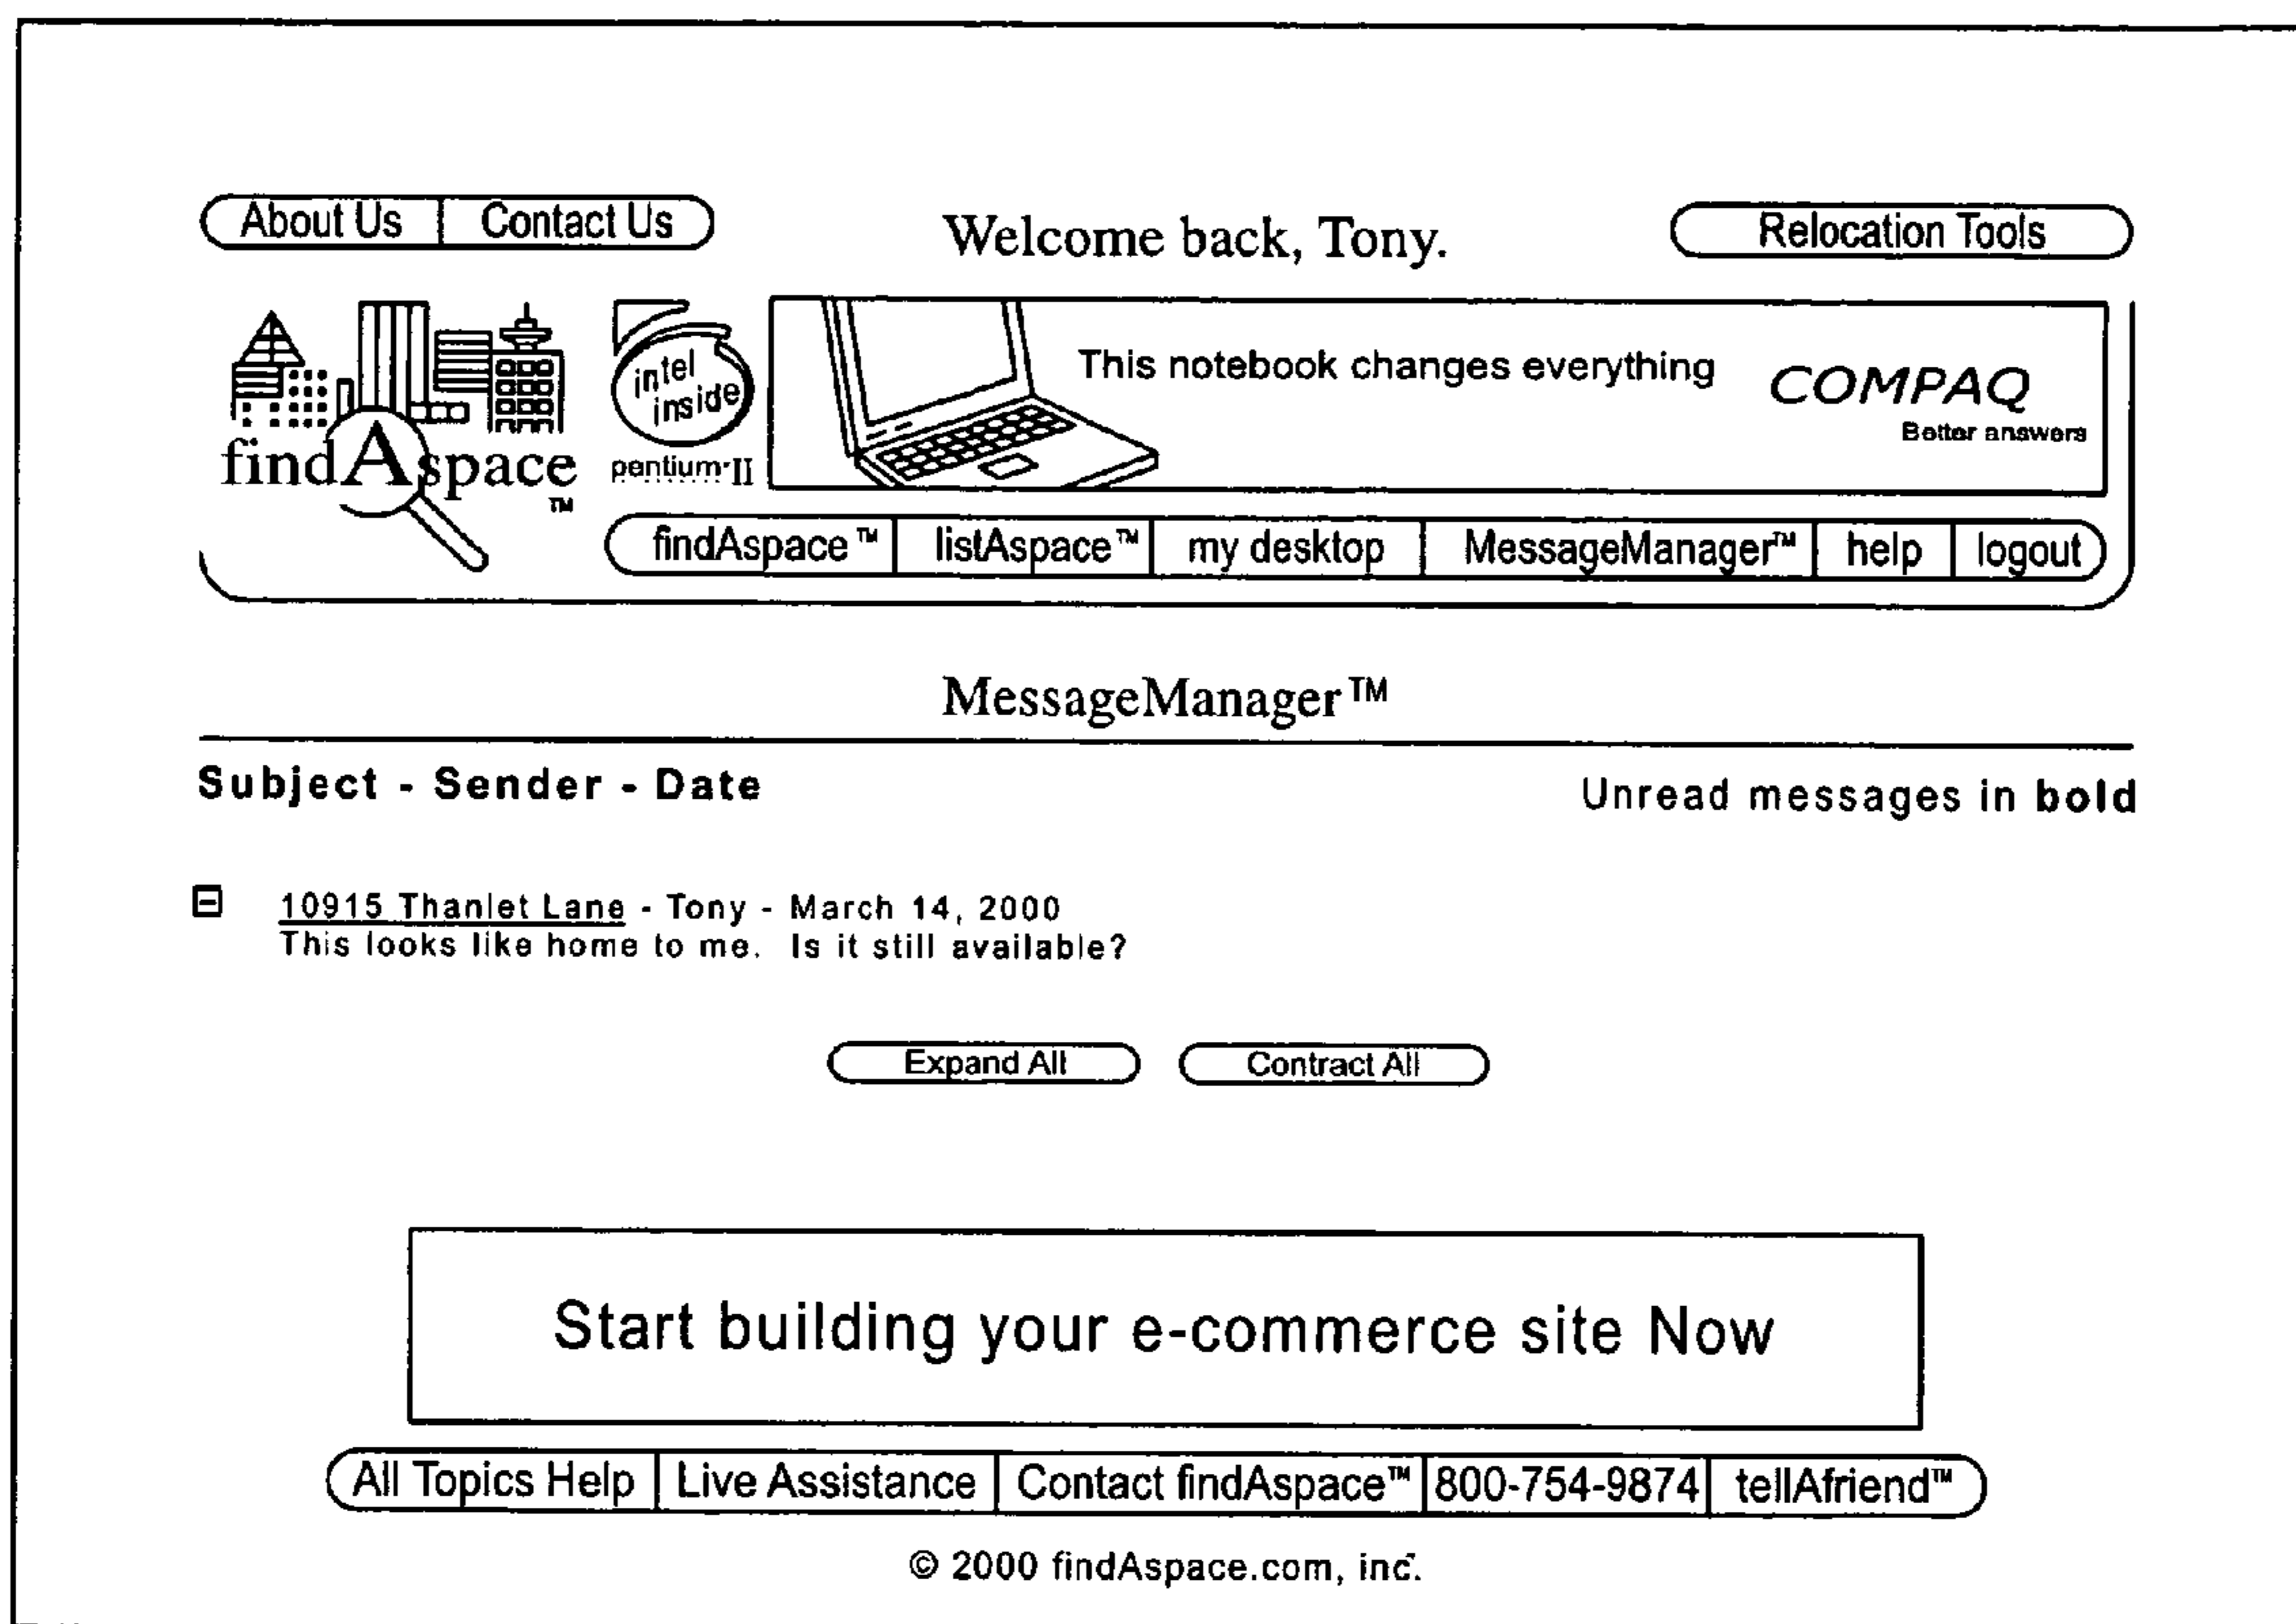 About Us Contact Us Welcome back, Tony. Relocation Tools
findAspace™
intel inside
pentium·II
This notebook changes everything
COMPAQ
Better answers
findAspace™ listAspace™ my desktop MessageManager™ help logout
MessageManager™
Subject - Sender - Date Unread messages in bold
10915 Thanlet Lane - Tony - March 14, 2000
This looks like home to me. Is it still available?
Expand All Contract All
Start building your e-commerce site Now
All Topics Help Live Assistance Contact findAspace™ 800-754-9874 tellAfriend™
© 2000 findAspace.com, inc.